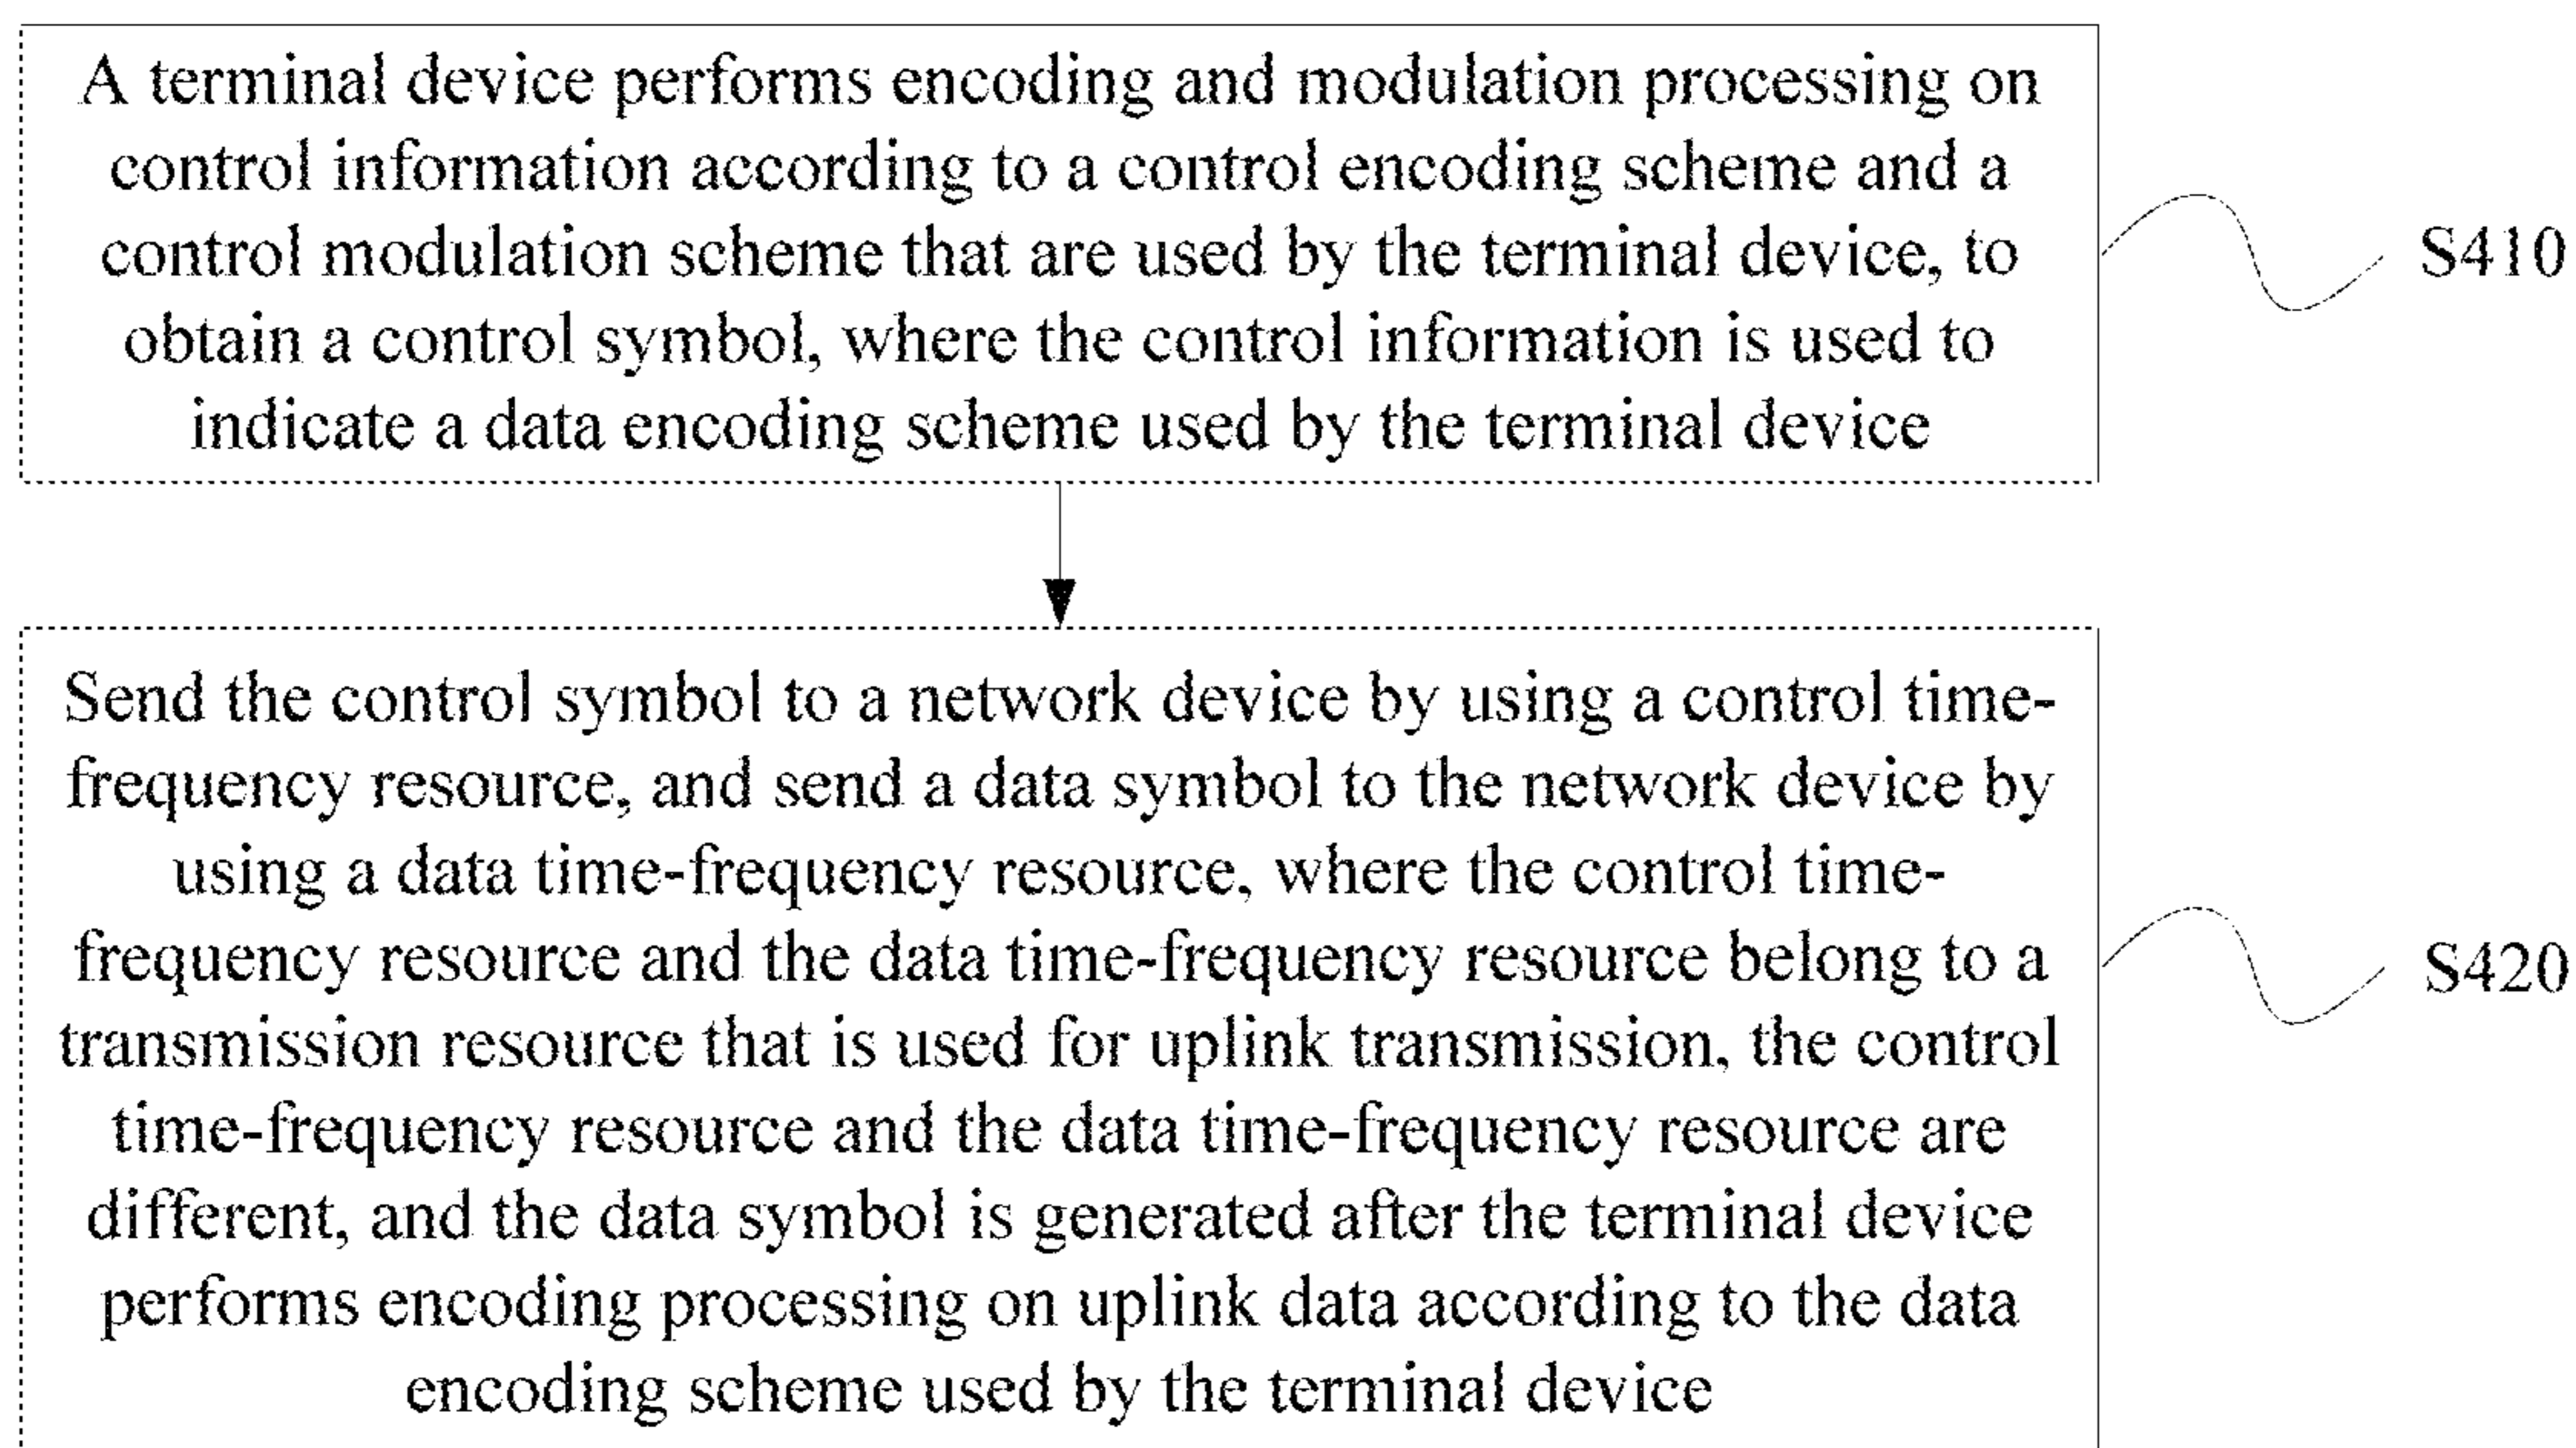 A terminal device performs encoding and modulation processing on
control information according to a control encoding scheme and a
control modulation scheme that are used by the terminal device, to
obtain a control symbol, where the control information is used to
indicate a data encoding scheme used by the terminal device
S410
Send the control symbol to a network device by using a control time-
frequency resource, and send a data symbol to the network device by
using a data time-frequency resource, where the control time-
frequency resource and the data time-frequency resource belong to a
transmission resource that is used for uplink transmission, the control
time-frequency resource and the data time-frequency resource are
different, and the data symbol is generated after the terminal device
performs encoding processing on uplink data according to the data
encoding scheme used by the terminal device
S420